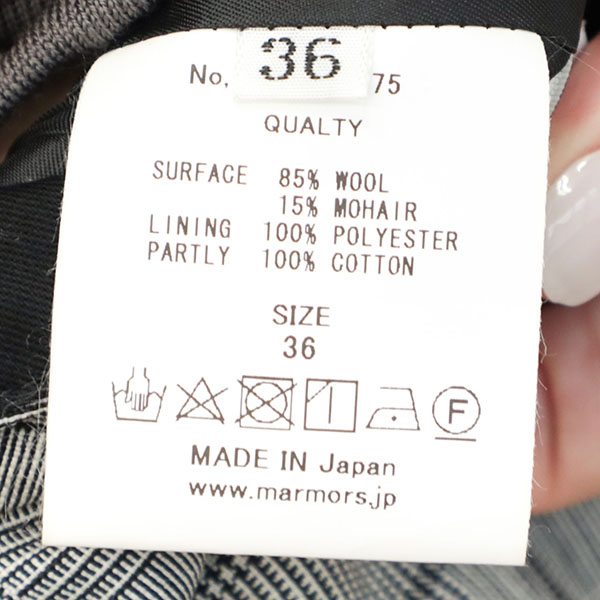 36
No, 75
QUALTY
SURFACE 85% WOOL
15% MOHAIR
LINING 100% POLYESTER
PARTLY 100% COTTON
SIZE
36
F
MADE IN Japan
www.marmors.jp